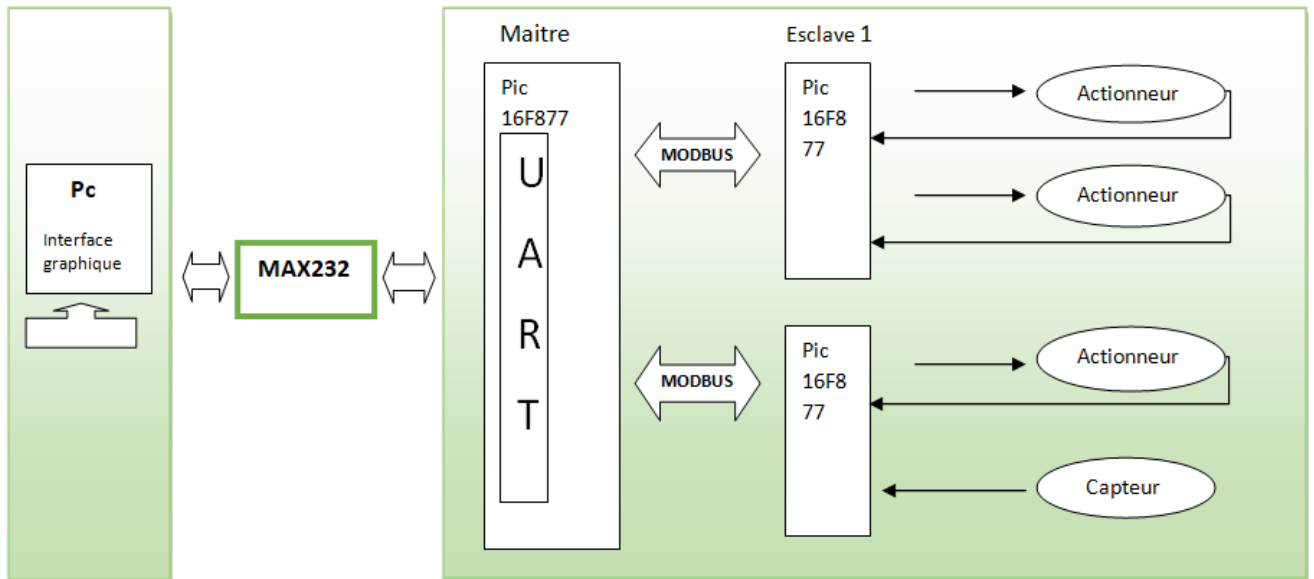 Pc
Interface
graphique
MAX232
Maitre
Pic
16F877
U
A
R
T
MODBUS
MODBUS
Esclave 1
Pic
16F8
77
Actionneur
Actionneur
Pic
16F8
77
Actionneur
Capteur